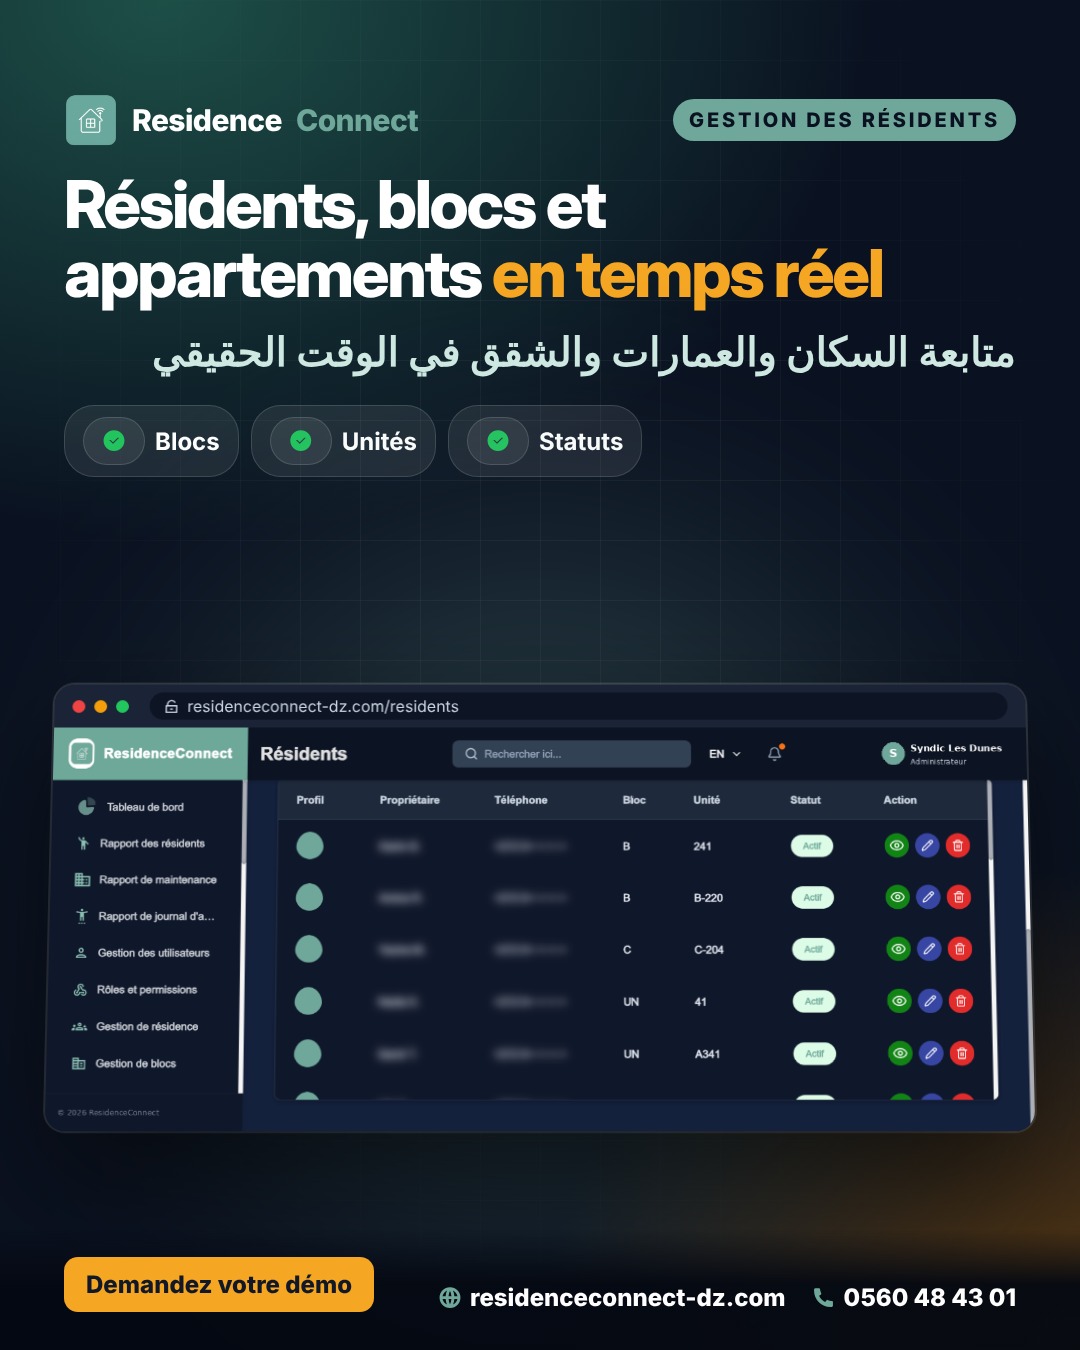 Residence Connect
GESTION DES RÉSIDENTS
Résidents, blocs et
appartements en temps réel
متابعة السكان والعمارات والشقق في الوقت الحقيقي
Blocs Unités Statuts
residenceconnect-dz.com/residents
ResidenceConnect
Résidents
Rechercher ici...
EN
S
Syndic Les Dunes
Administrateur
Tableau de bord
Rapport des résidents
Rapport de maintenance
Rapport de journal d'a...
Gestion des utilisateurs
Rôles et permissions
Gestion de résidence
Gestion de blocs
© 2026 ResidenceConnect
Profil Propriétaire Téléphone Bloc Unité Statut Action
B 241 Actif
B B-220 Actif
C C-204 Actif
UN 41 Actif
UN A341 Actif
Demandez votre démo
residenceconnect-dz.com
0560 48 43 01